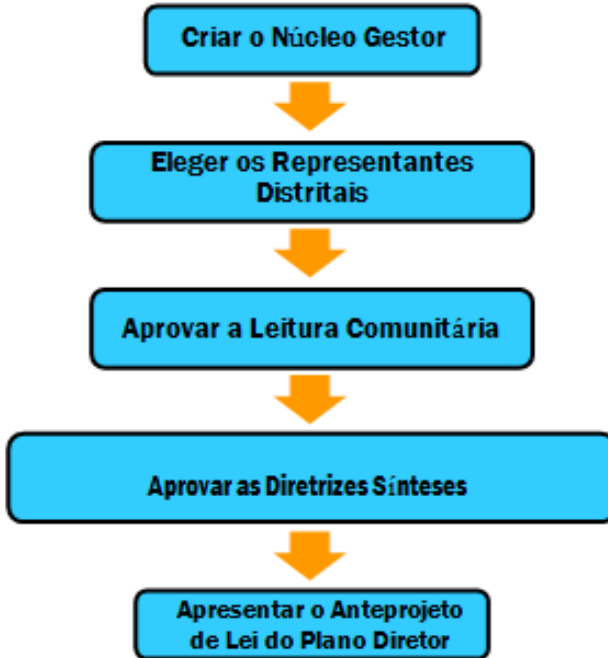 Criar o Núcleo Gestor
Eleger os Representantes
Distritais
Aprovar a Leitura Comunitária
Aprovar as Diretrizes Sínteses
Apresentar o Anteprojeto
de Lei do Plano Diretor